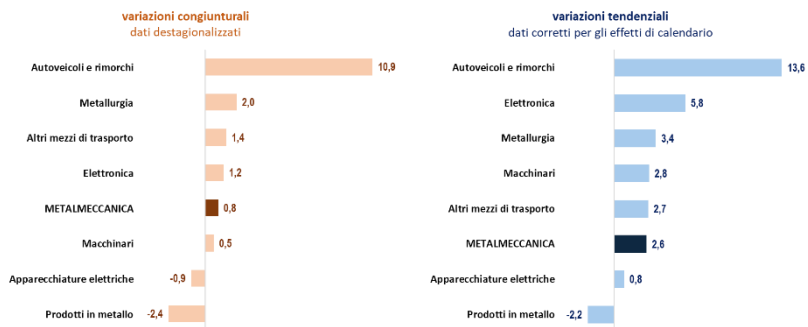 variazioni congiunturali
dati destagionalizzati
Autoveicoli e rimorchi 10,9
Metallurgia 2,0
Altri mezzi di trasporto 1,4
Elettronica 1,2
METALMECCANICA 0,8
Macchinari 0,5
Apparecchiature elettriche -0,9
Prodotti in metallo -2,4
variazioni tendenziali
dati corretti per gli effetti di calendario
Autoveicoli e rimorchi 13,6
Elettronica 5,8
Metallurgia 3,4
Macchinari 2,8
Altri mezzi di trasporto 2,7
METALMECCANICA 2,6
Apparecchiature elettriche 0,8
Prodotti in metallo -2,2